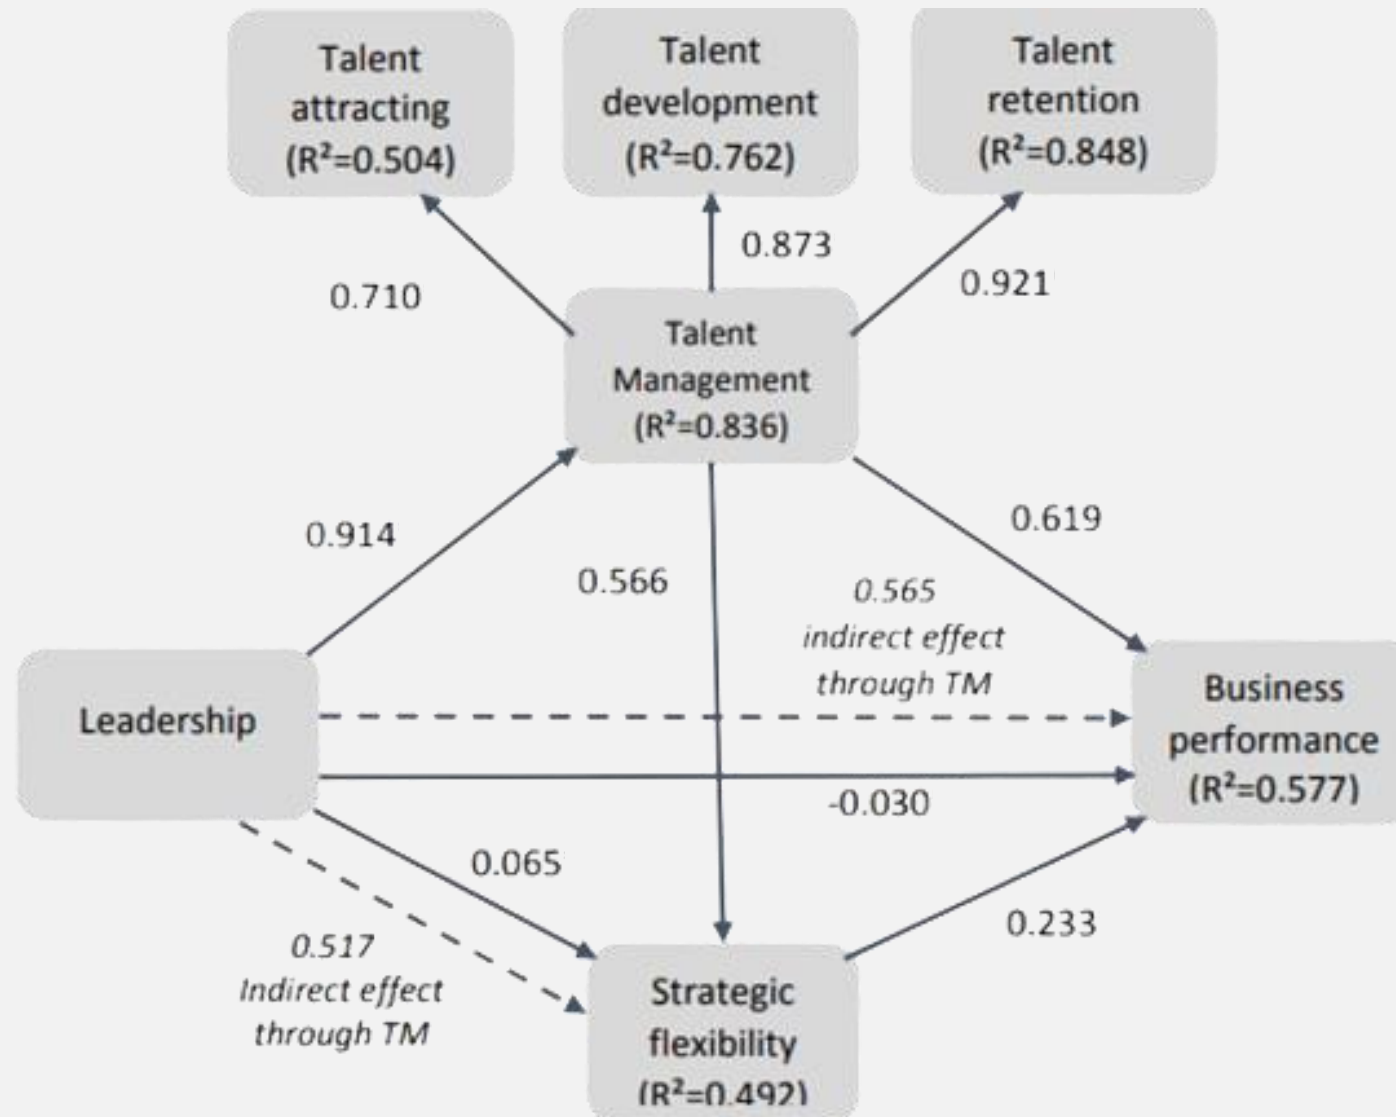 Talent
attracting
(R²=0.504)
Talent
development
(R²=0.762)
Talent
retention
(R²=0.848)
0.710
0.873
0.921
Talent
Management
(R²=0.836)
0.914
0.566
0.619
0.565
indirect effect
through TM
Leadership
Business
performance
(R²=0.577)
-0.030
0.065
0.233
0.517
Indirect effect
through TM
Strategic
flexibility
(R²=0.492)